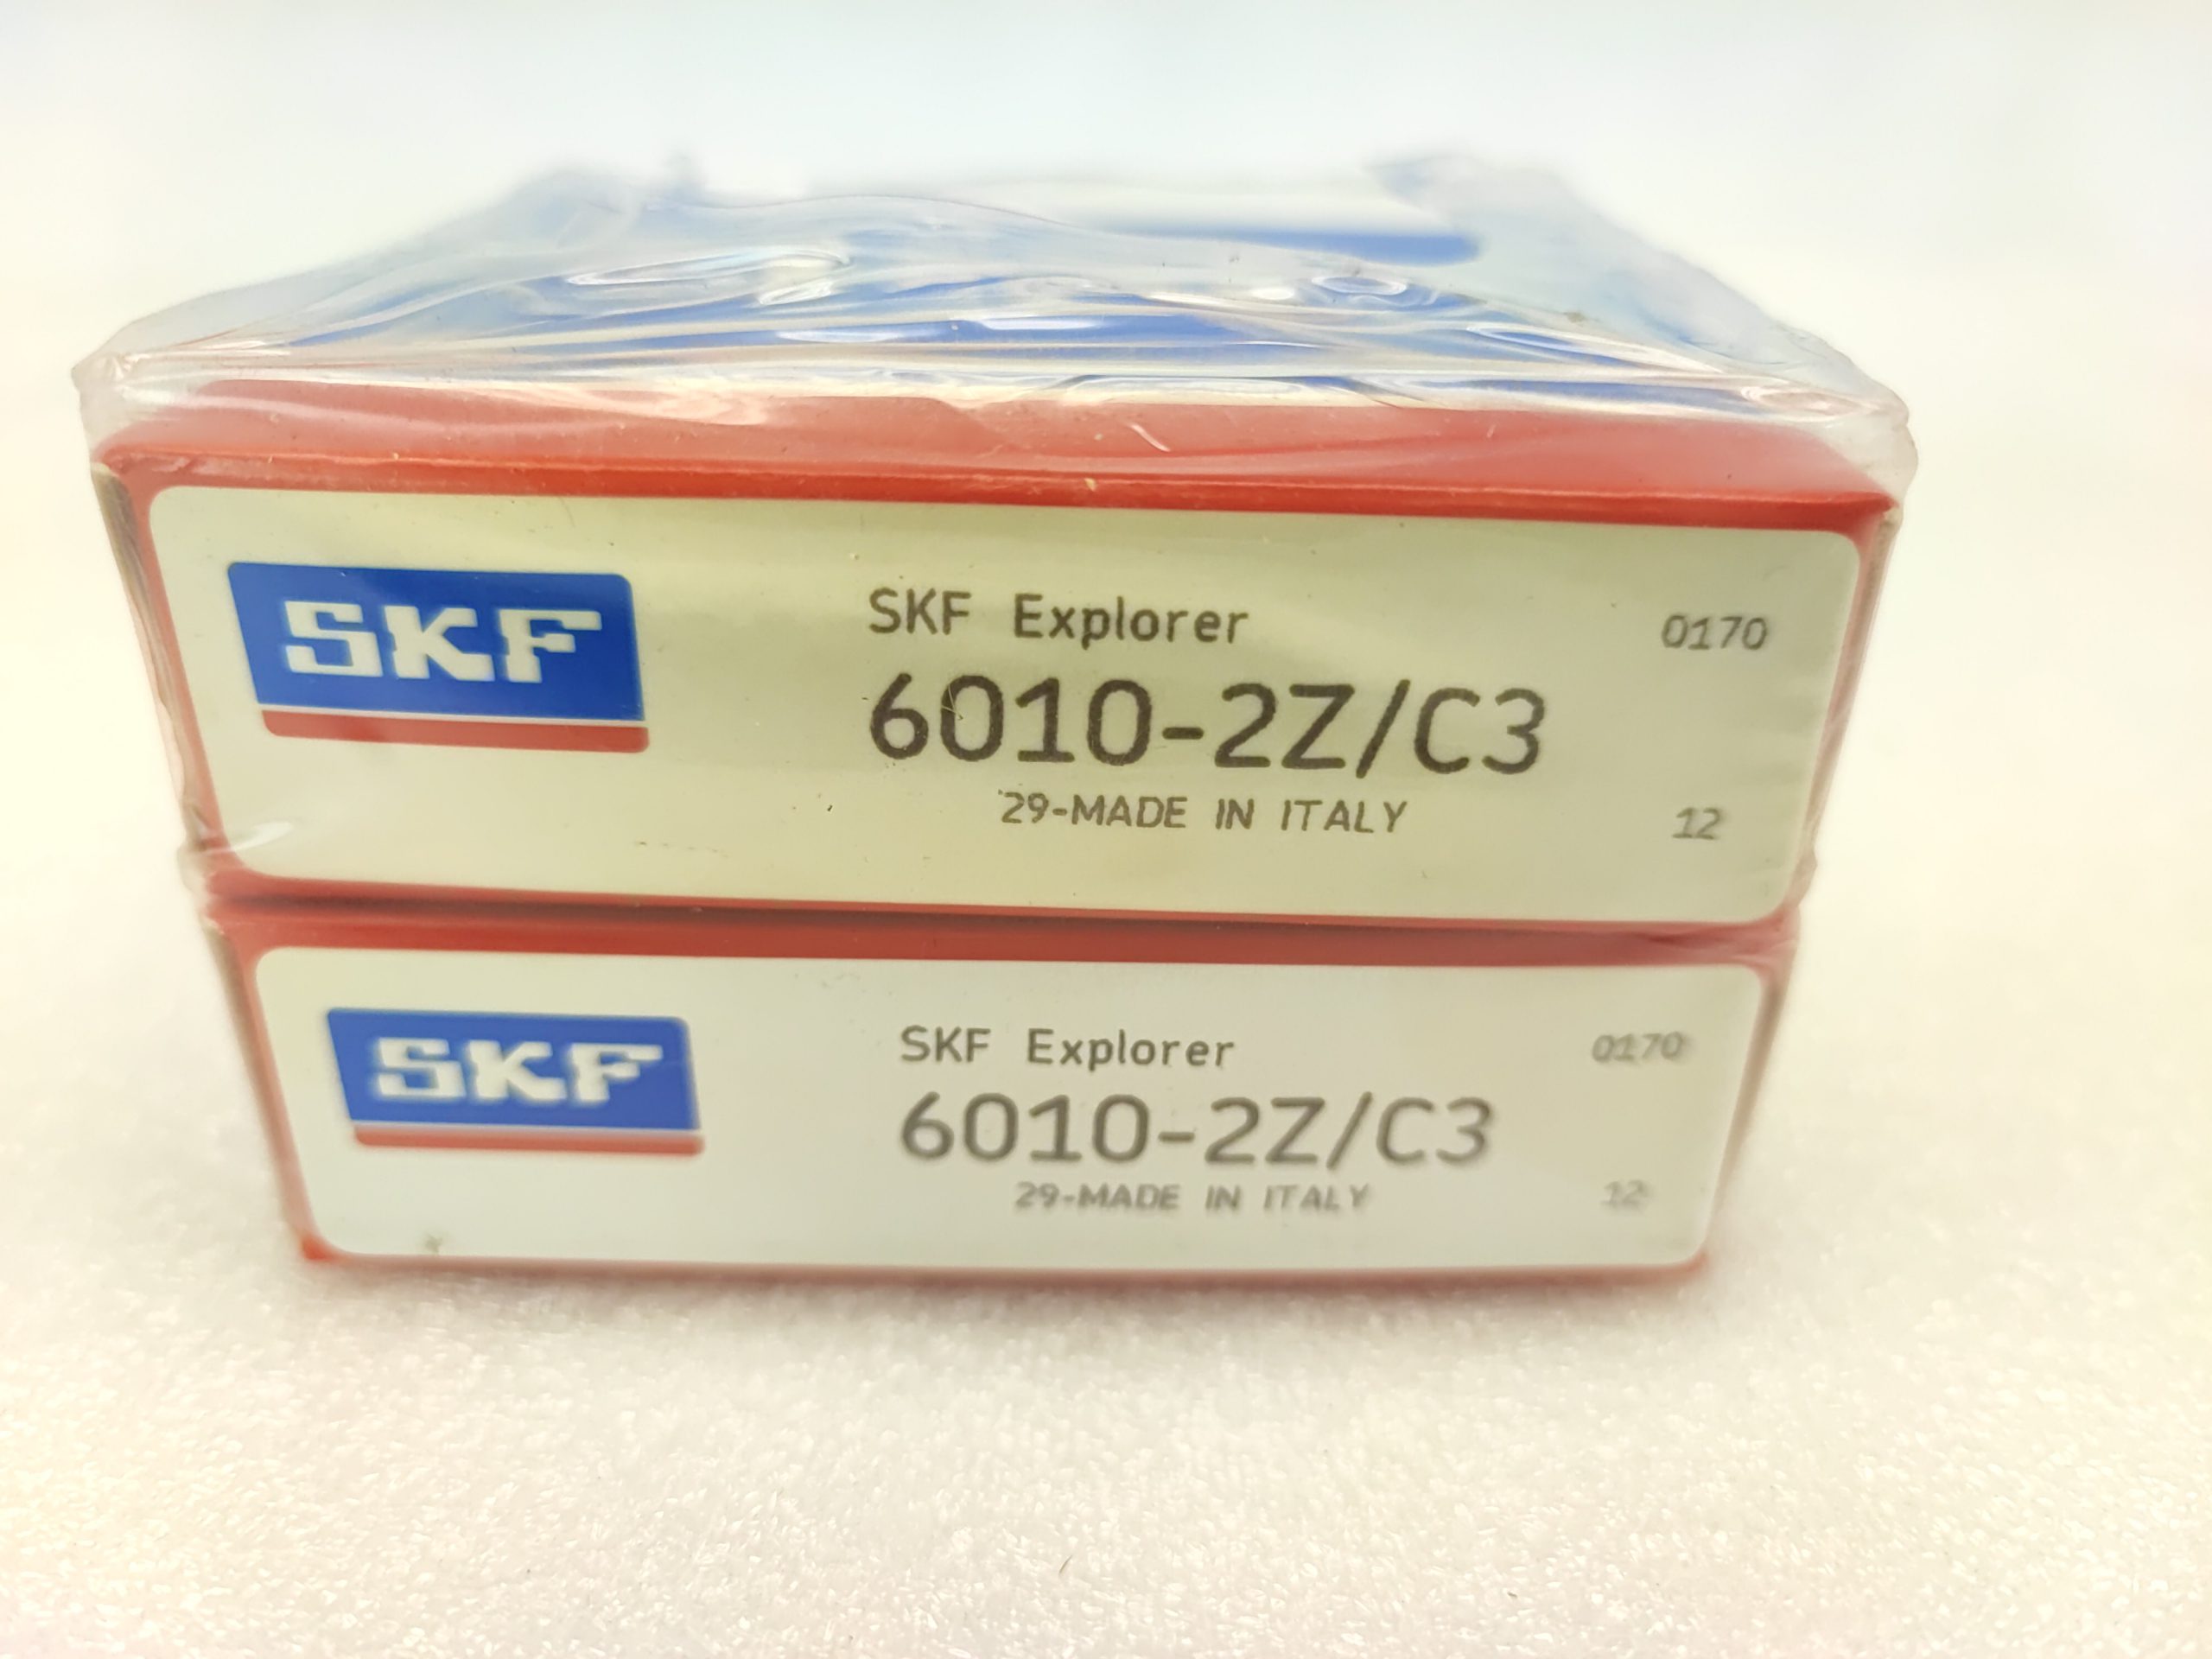 SKF
SKF Explorer
0170
6010-2Z/C3
29-MADE IN ITALY
12
SKF
SKF Explorer
0170
6010-2Z/C3
29-MADE IN ITALY
12